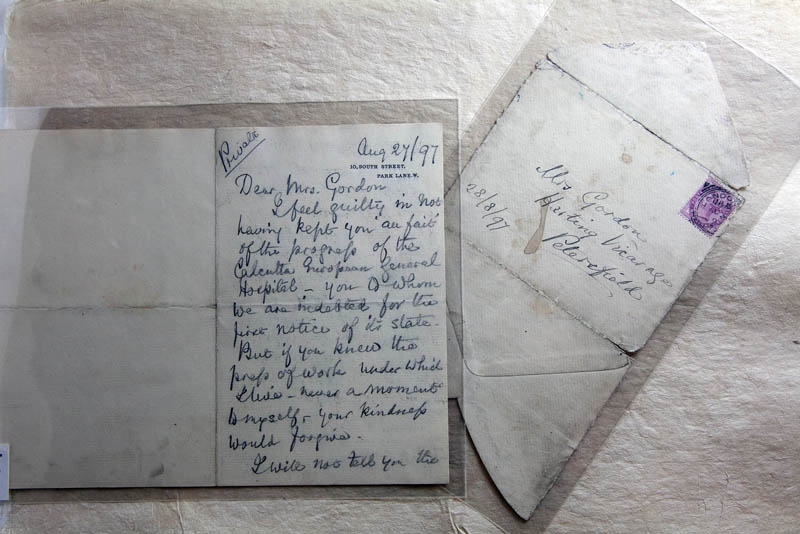 Private
Aug 27/97
10, SOUTH STREET,
PARK LANE. W.
Dear Mrs. Gordon
I feel guilty in not
having kept you "au fait"
of the progress of the
Calcutta European General
Hospital - you to whom
we are indebted for the
first notice of its state.
But if you knew the
press of work under which
I live - never a moment
to myself, your kindness
would forgive.
I will not tell you the
28/8/97
Mrs Gordon
Harting Vicarage
Petersfield